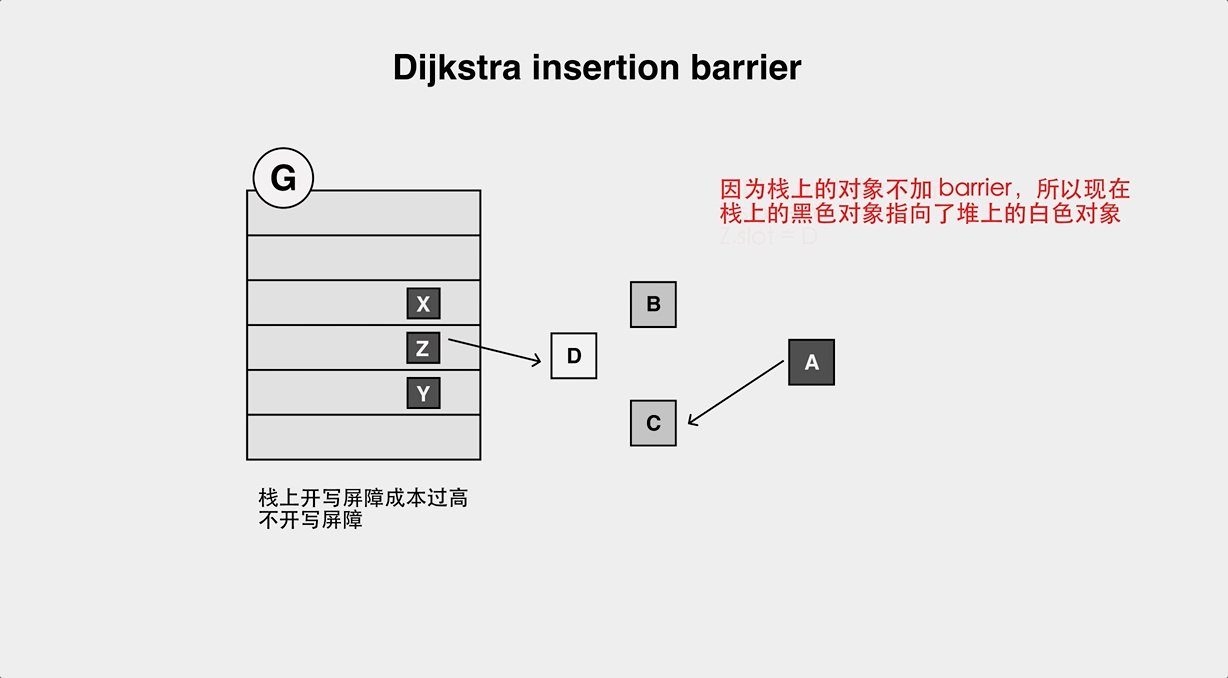 Dijkstra insertion barrier
G
因为栈上的对象不加 barrier，所以现在
栈上的黑色对象指向了堆上的白色对象
Z.slot = D
X
B
Z
D
A
Y
C
栈上开写屏障成本过高
不开写屏障